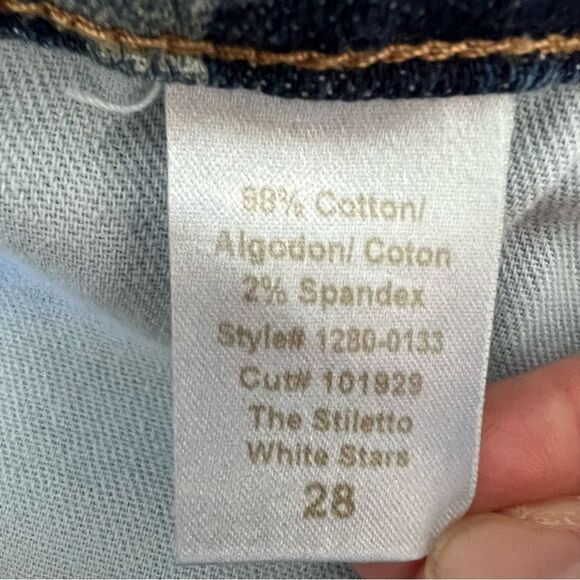 98% Cotton/
Algodon/ Coton
2% Spandex
Style# 1280-0133
Cut# 101929
The Stiletto
White Stars
28